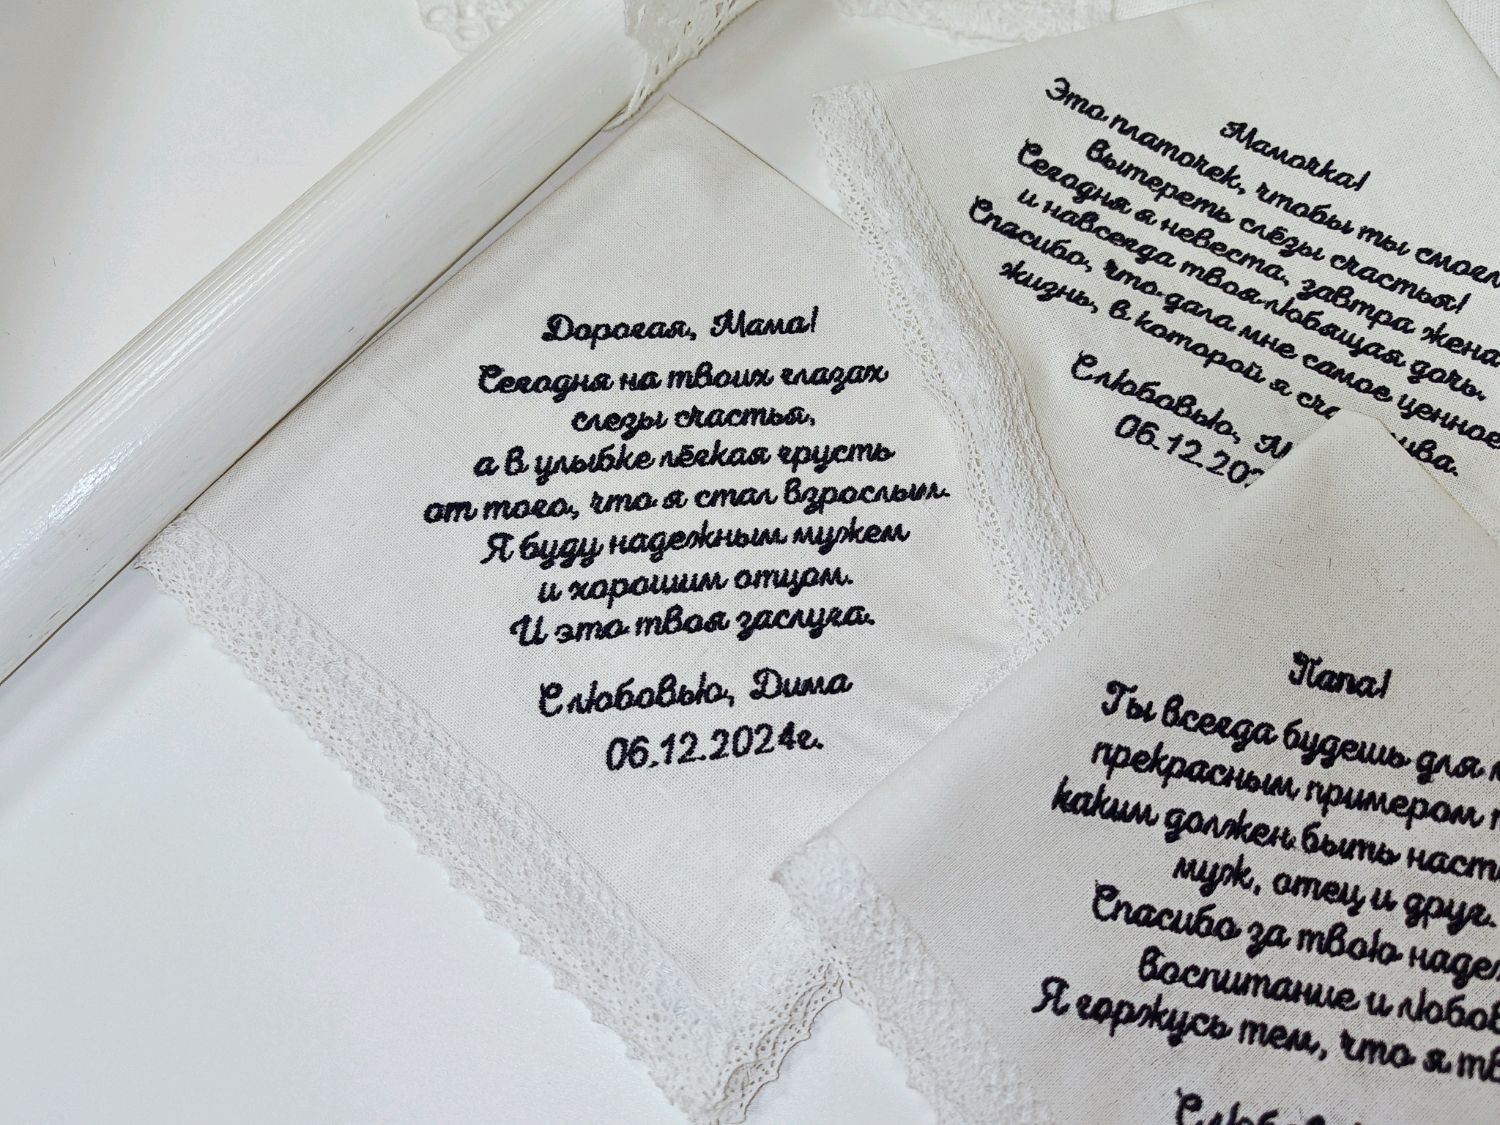 Дорогая, Мама!
Сегодня на твоих глазах
слезы счастья,
а в улыбке лёгкая грусть
от того, что я стал взрослым.
Я буду надежным мужем
и хорошим отцом.
И это твоя заслуга.
С любовью, Дима
06.12.2024г.
Мамочка!
Это платочек, чтобы ты
вытереть слёзы счастья!
Сегодня я невеста, завтра жена
и навсегда твоя любящая дочь.
Спасибо, что дала мне самое ценное
жизнь, в которой я
С любовью,
06.12.202
Папа!
Ты всегда будешь для
прекрасным примером
каким должен быть
муж, отец и друг.
Спасибо за твою
воспитание и
Я горжусь тем, что я